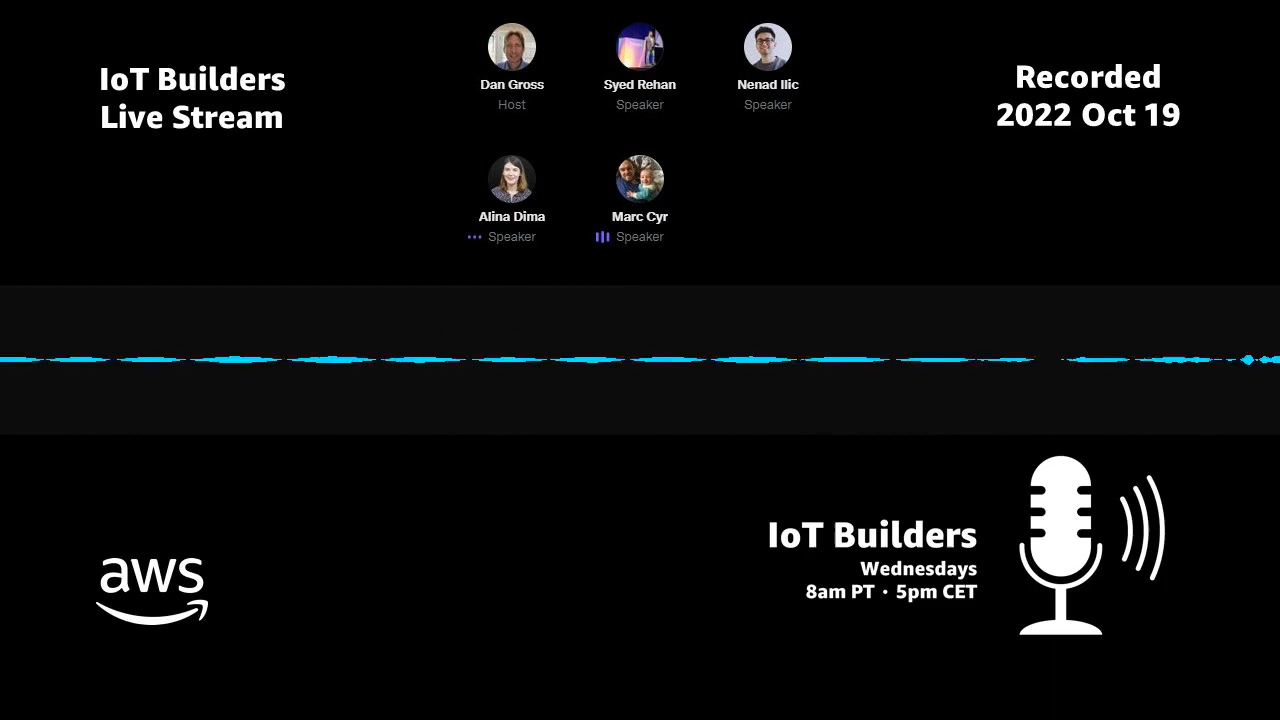 IoT Builders
Live Stream
Dan Gross
Host
Syed Rehan
Speaker
Nenad Ilic
Speaker
Recorded
2022 Oct 19
Alina Dima
Speaker
Marc Cyr
Speaker
IoT Builders
Wednesdays
8am PT · 5pm CET
aws